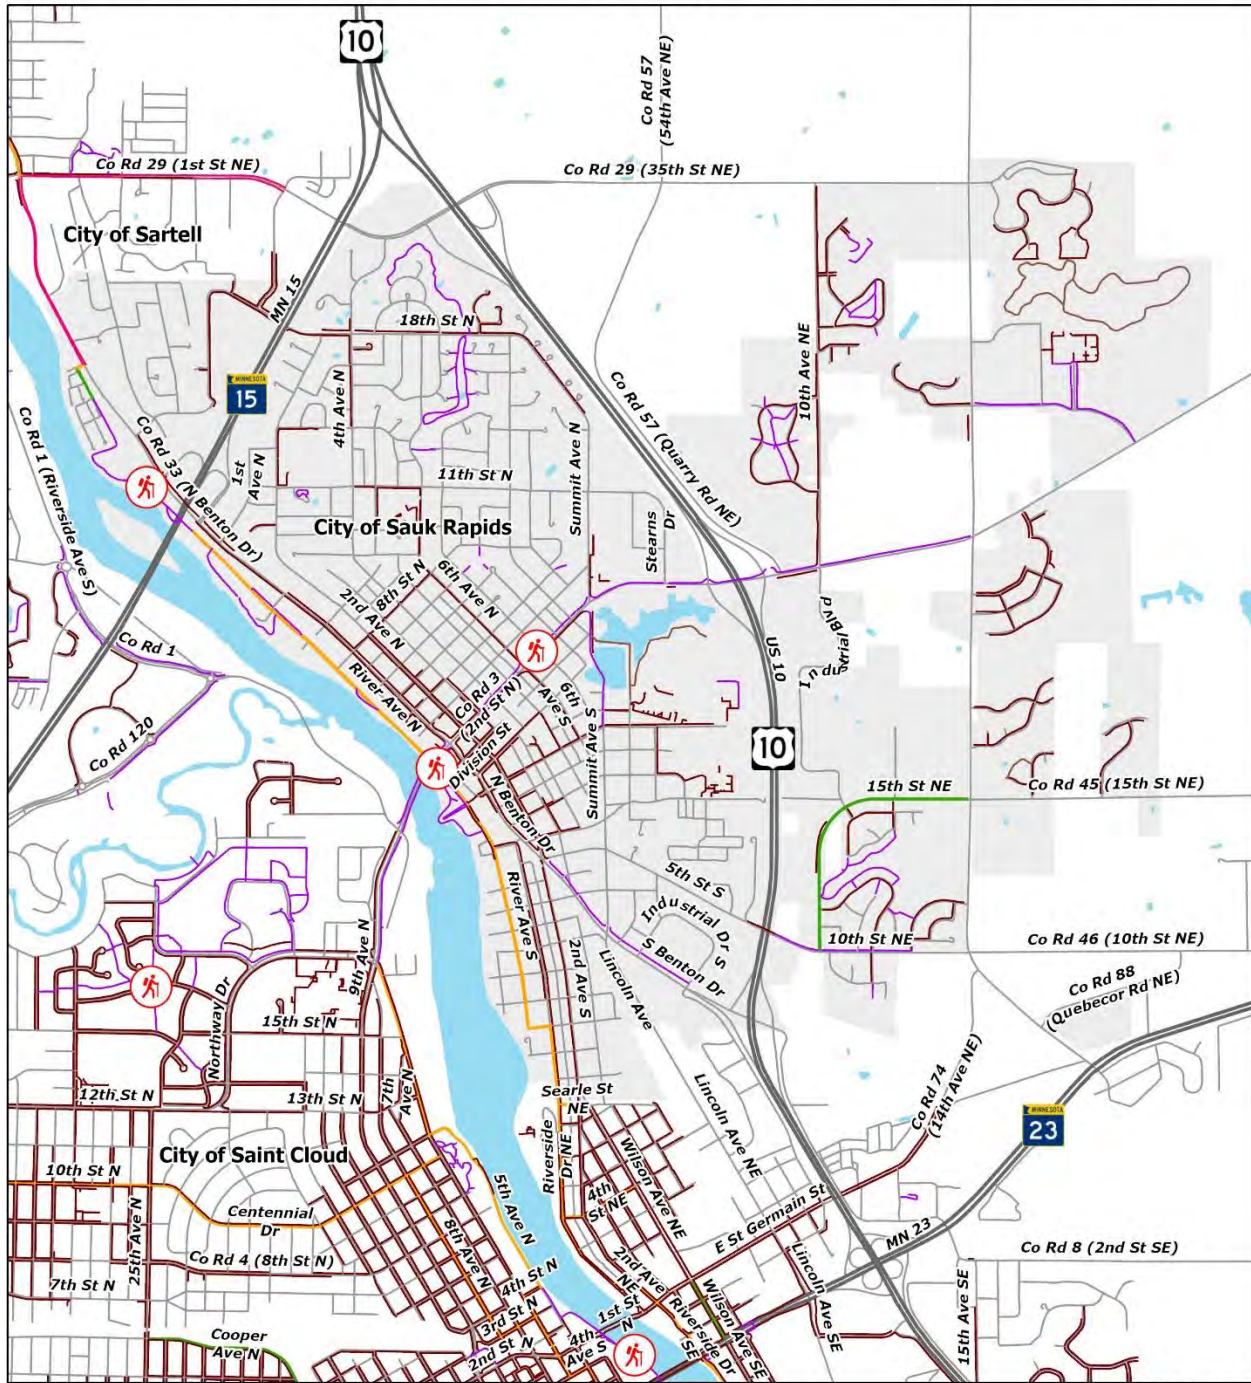 10
Co Rd 57
(54th Ave NE)
Co Rd 29 (1st St NE)
Co Rd 29 (35th St NE)
City of Sartell
MN 15
18th St N
MINNESOTA
15
4th Ave N
10th Ave NE
Co Rd 57 (Quarry Rd NE)
Co Rd 1 (Riverside Ave S)
Co Rd 33 (N Benton Dr)
1st
Ave N
11th St N
Summit Ave N
Stearns
Dr
City of Sauk Rapids
8th St N
6th Ave N
2nd Ave N
Industrial Blvd
Co Rd 1
US 10
River Ave N
Co Rd 3
(2nd St N)
6th
Ave S
Co Rd 120
Division St
Summit Ave S
10
N Benton Dr
15th St NE
Co Rd 45 (15th St NE)
5th St S
River Ave S
Industrial Dr S
9th Ave N
2nd Ave S
S Benton Dr
10th St NE
Co Rd 46 (10th St NE)
Lincoln Ave
Co Rd 88
(Quebecor Rd NE)
Northway Dr
15th St N
7th
Ave N
Searle St
NE
Lincoln Ave NE
Co Rd 74
(14th Ave NE)
12th St N
13th St N
MINNESOTA
23
City of Saint Cloud
Riverside
Dr NE
Wilson Ave NE
10th St N
4th
St NE
5th Ave N
Centennial
Dr
25th Ave N
8th Ave N
E St Germain St
MN 23
Co Rd 4 (8th St N)
Co Rd 8 (2nd St SE)
7th St N
4th St N
2nd Ave
NE
Lincoln Ave SE
15th Ave SE
3rd St N
1st St
N
Wilson Ave SE
Riverside Dr
SE
Cooper
Ave N
2nd St N
4th
Ave S